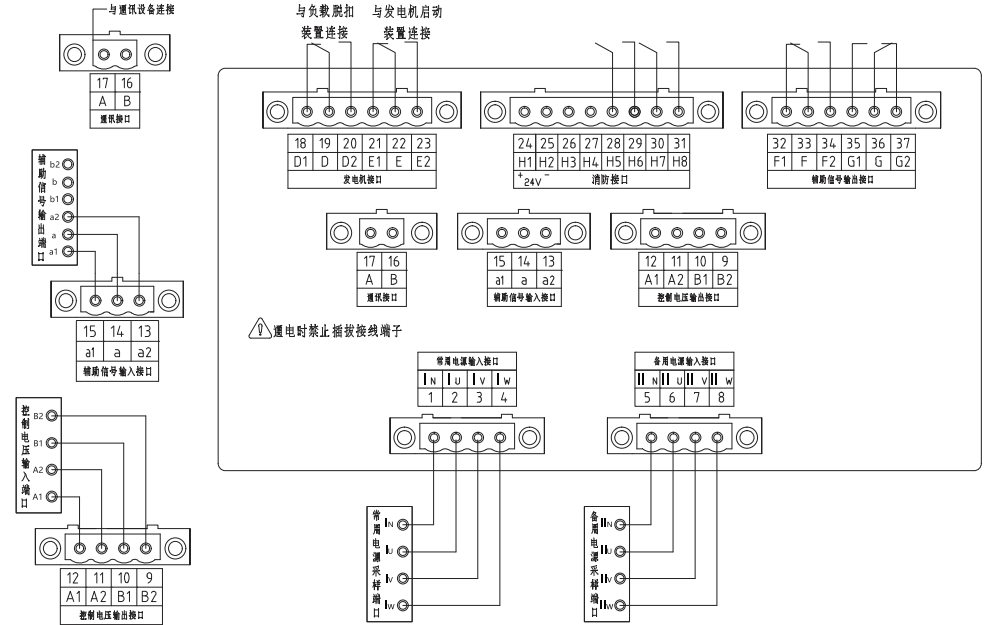 与通讯设备连接
17 16
A B
通讯接口
辅助信号输出端口
b2
b
b1
a2
a
a1
15 14 13
a1 a a2
辅助信号输入接口
控制电压输入端口
B2
B1
A2
A1
12 11 10 9
A1 A2 B1 B2
控制电压输出接口
与负载脱扣
装置连接
与发电机启动
装置连接
18 19 20 21 22 23
D1 D D2 E1 E E2
发电机接口
24 25 26 27 28 29 30 31
H1 H2 H3 H4 H5 H6 H7 H8
+ 24V -
消防接口
32 33 34 35 36 37
F1 F F2 G1 G G2
辅助信号输出接口
17 16
A B
通讯接口
15 14 13
a1 a a2
辅助信号输入接口
12 11 10 9
A1 A2 B1 B2
控制电压输出接口
通电时禁止插拔接线端子
常用电源输入接口
IN IU IV IW
1 2 3 4
备用电源输入接口
IIN IIU IIV IIW
5 6 7 8
常用电源采样端口
IN
IU
IV
IW
备用电源采样端口
IIN
IIU
IIV
IIW